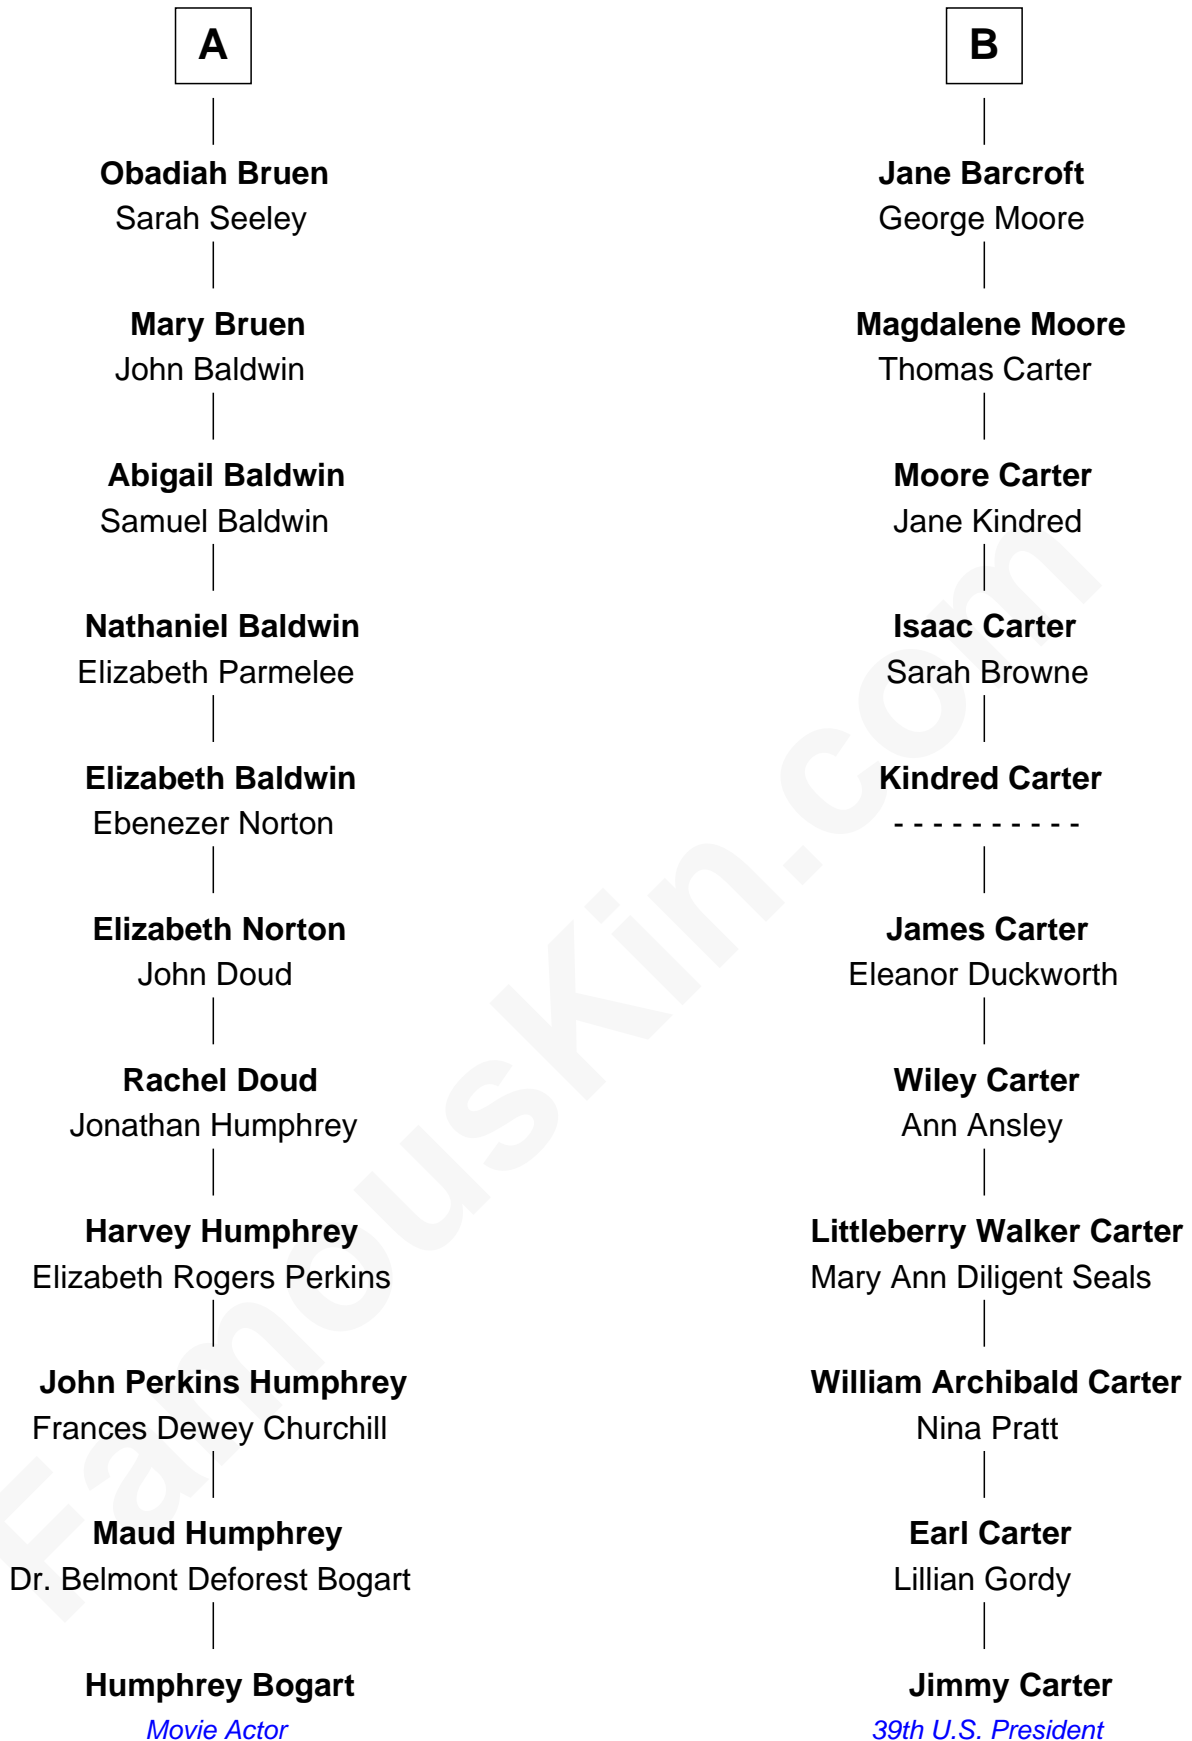 A
Obadiah Bruen
Sarah Seeley
Mary Bruen
John Baldwin
Abigail Baldwin
Samuel Baldwin
Nathaniel Baldwin
Elizabeth Parmelee
Elizabeth Baldwin
Ebenezer Norton
Elizabeth Norton
John Doud
Rachel Doud
Jonathan Humphrey
Harvey Humphrey
Elizabeth Rogers Perkins
John Perkins Humphrey
Frances Dewey Churchill
Maud Humphrey
Dr. Belmont Deforest Bogart
Humphrey Bogart
Movie Actor
B
Jane Barcroft
George Moore
Magdalene Moore
Thomas Carter
Moore Carter
Jane Kindred
Isaac Carter
Sarah Browne
Kindred Carter
- - - - - - - - - -
James Carter
Eleanor Duckworth
Wiley Carter
Ann Ansley
Littleberry Walker Carter
Mary Ann Diligent Seals
William Archibald Carter
Nina Pratt
Earl Carter
Lillian Gordy
Jimmy Carter
39th U.S. President
FamousKin.com